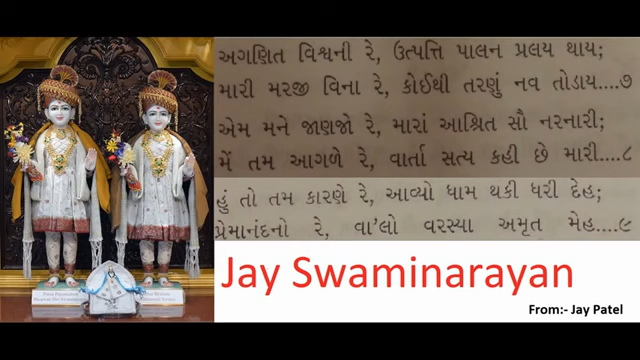 અગણિત વિશ્વની રે, ઉત્પત્તિ પાલન પ્રલય થાય;
મારી મરજી વિના રે, કોઈથી તરણું નવ તોડાય....૭
એમ મને જાણજો રે, મારાં આશ્રિત સૌ નરનારી;
મેં તમ આગળે રે, વાર્તા સત્ય કહી છે મારી....૮
હું તો તમ કારણે રે, આવ્યો ધામ થકી ધરી દેહ;
પ્રેમાનંદનો રે, વા'લો વરસ્યા અમૃત મેહ....૯
Jay Swaminarayan
From:- Jay Patel